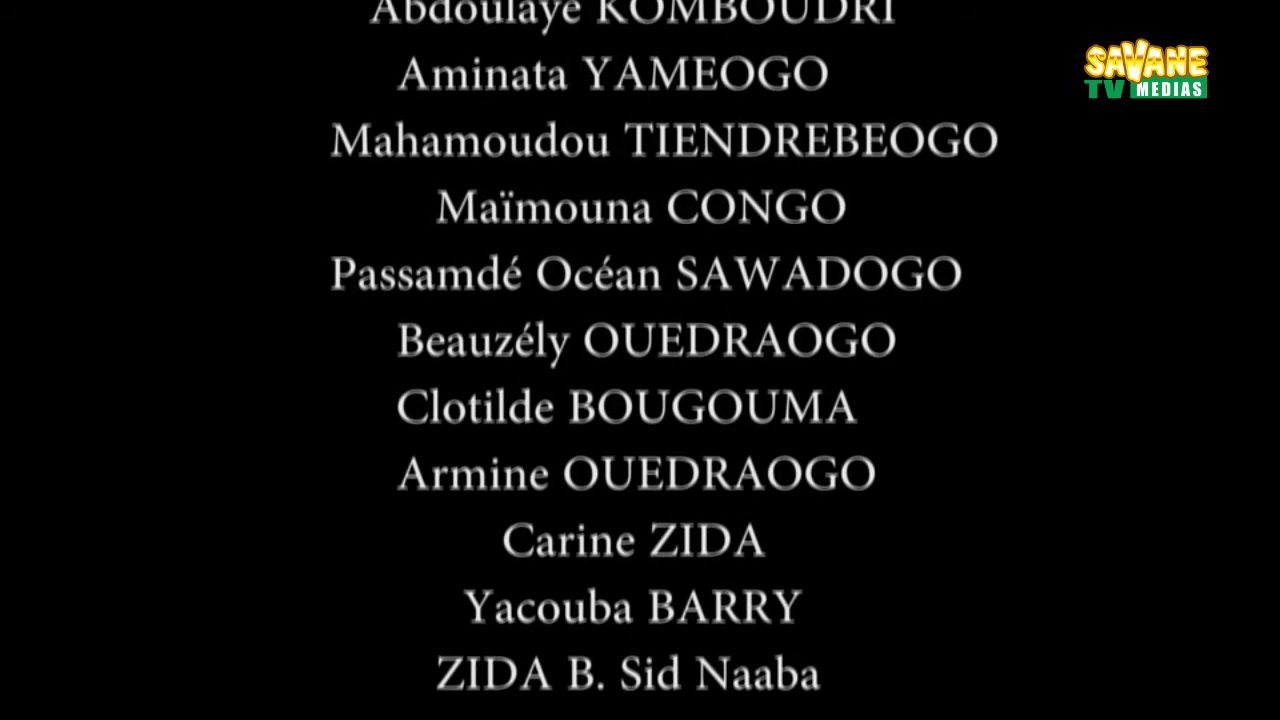 Abdoulaye KOMBOUDRI
SAVANE
TV MEDIAS
Aminata YAMEOGO
Mahamoudou TIENDREBEOGO
Maïmouna CONGO
Passamdé Océan SAWADOGO
Beauzély OUEDRAOGO
Clotilde BOUGOUMA
Armine OUEDRAOGO
Carine ZIDA
Yacouba BARRY
ZIDA B. Sid Naaba